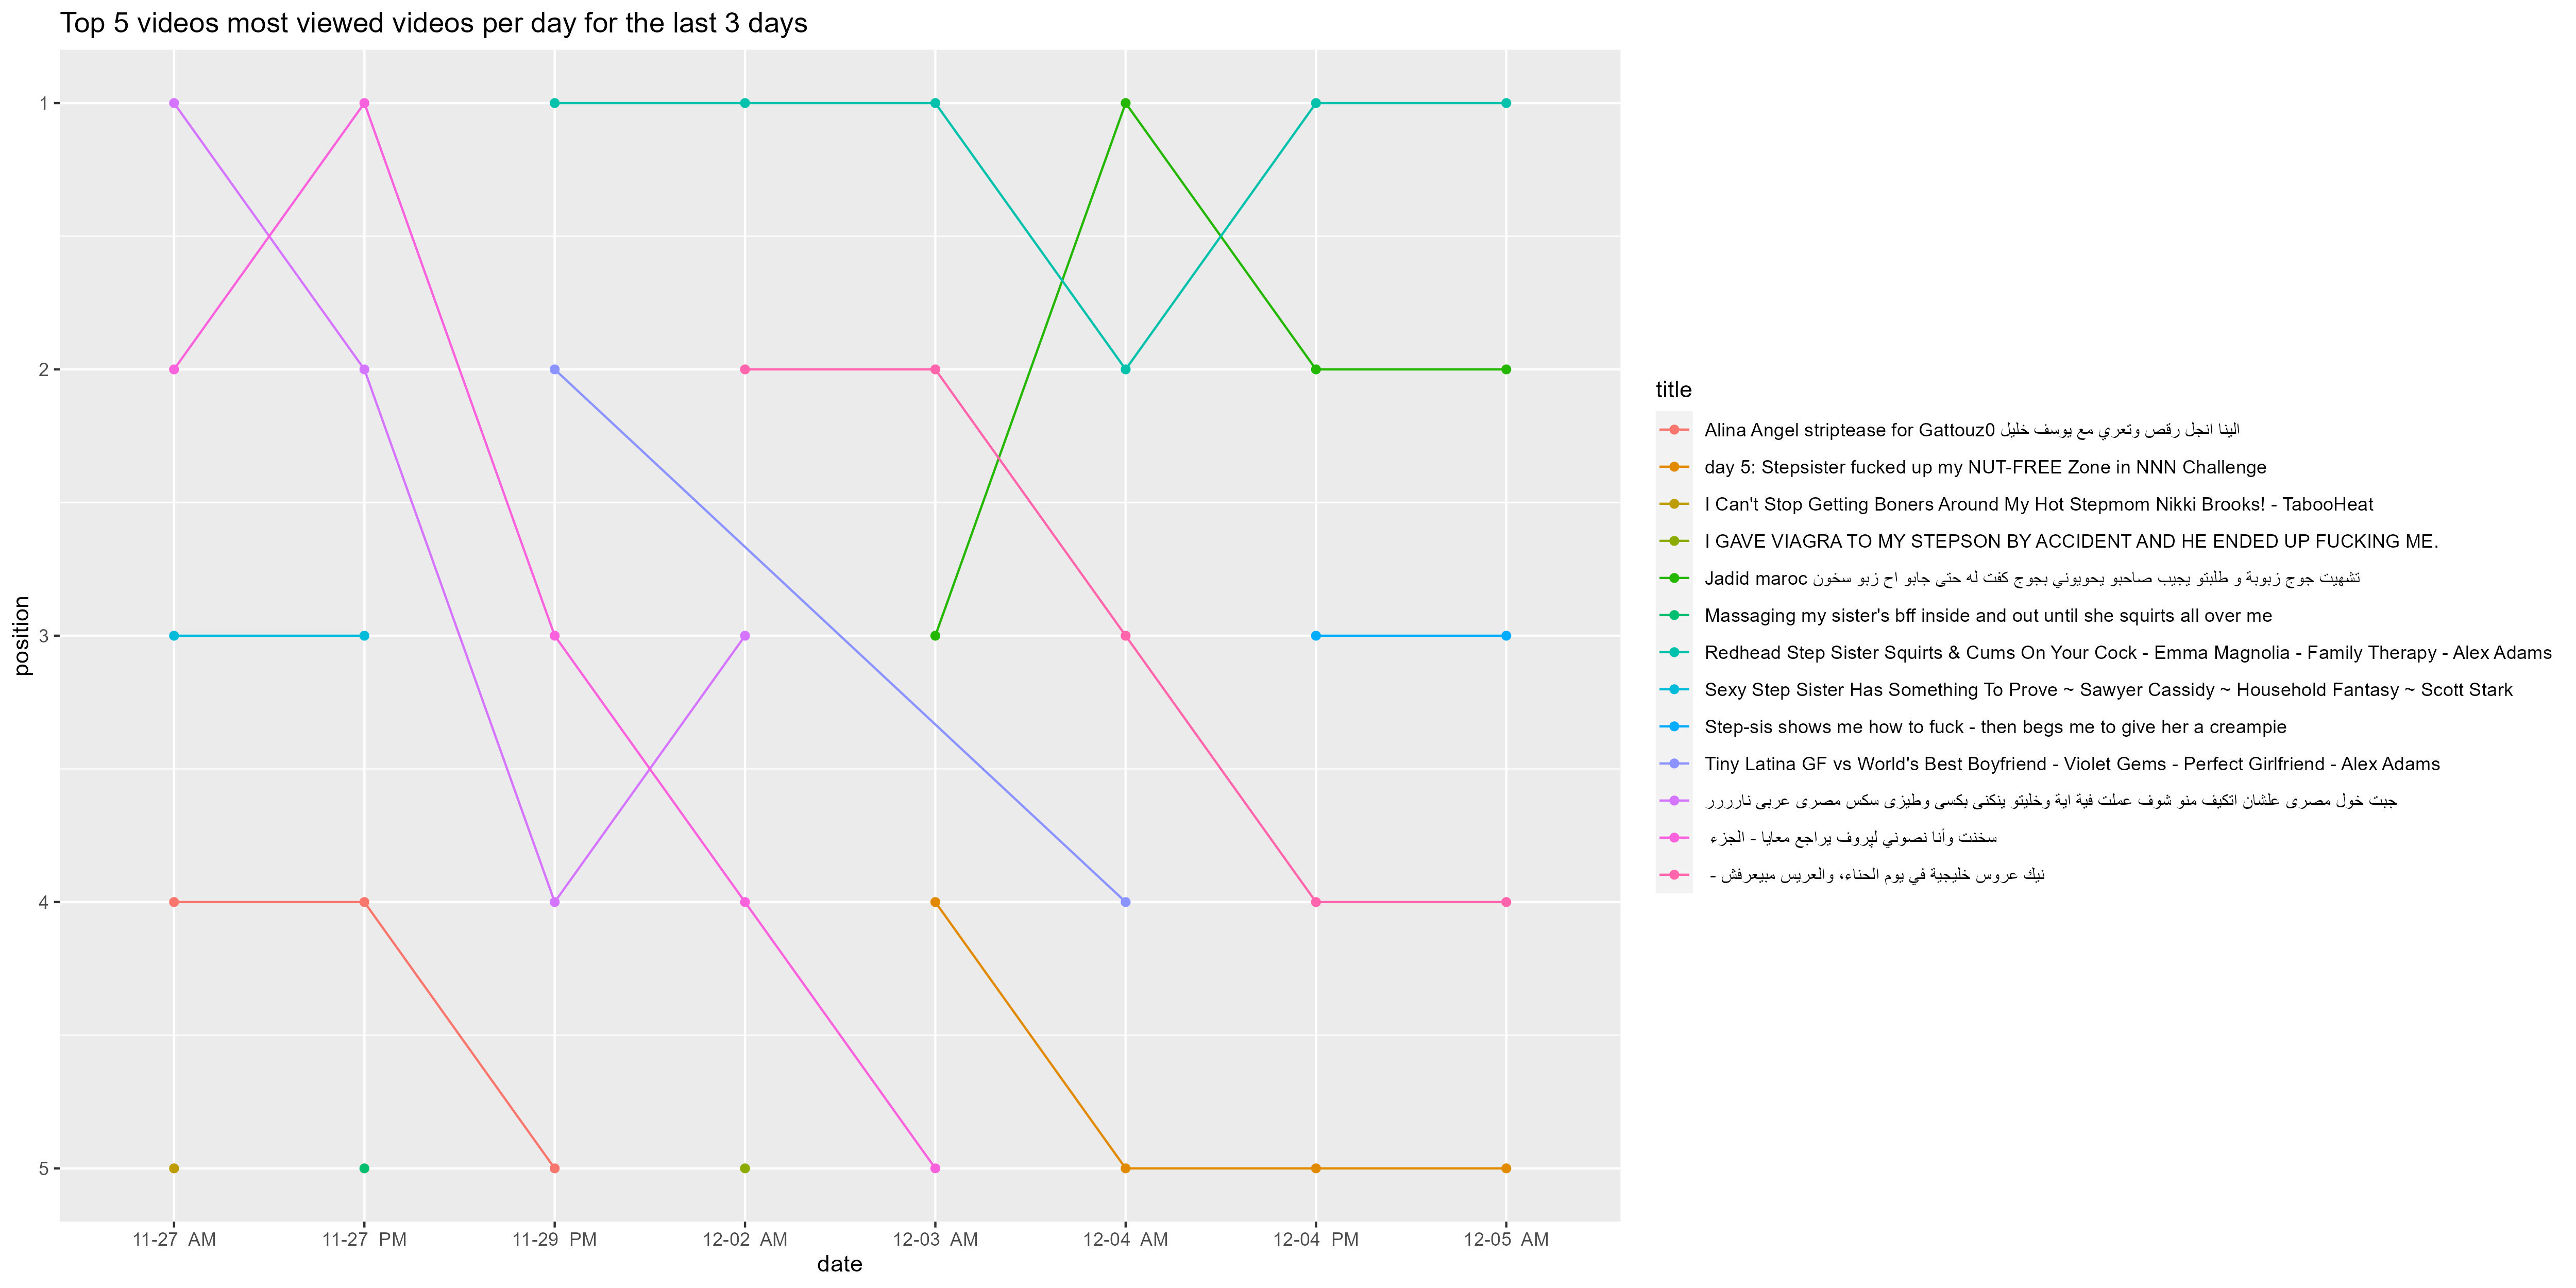 Top 5 videos most viewed videos per day for the last 3 days
position
1
2
3
4
5
11-27 AM
11-27 PM
11-29 PM
12-02 AM
12-03 AM
12-04 AM
12-04 PM
12-05 AM
date
title
Alina Angel striptease for Gattouz0 الينا انجل رقص وتعري مع يوسف خليل
day 5: Stepsister fucked up my NUT-FREE Zone in NNN Challenge
I Can't Stop Getting Boners Around My Hot Stepmom Nikki Brooks! - TabooHeat
I GAVE VIAGRA TO MY STEPSON BY ACCIDENT AND HE ENDED UP FUCKING ME.
Jadid maroc تشهيت جوج زبوبة و طلبتو يجيب صاحبو يحويوني بجوج كفت له حتى جابو اح زبو سخون
Massaging my sister's bff inside and out until she squirts all over me
Redhead Step Sister Squirts & Cums On Your Cock - Emma Magnolia - Family Therapy - Alex Adams
Sexy Step Sister Has Something To Prove ~ Sawyer Cassidy ~ Household Fantasy ~ Scott Stark
Step-sis shows me how to fuck - then begs me to give her a creampie
Tiny Latina GF vs World's Best Boyfriend - Violet Gems - Perfect Girlfriend - Alex Adams
جبت خول مصرى علشان اتكيف منو شوف عملت فية اية وخليتو ينكنى بكسى وطيزى سكس مصرى عربى نارررر
سخنت وأنا نصوني لپروف يراجع معايا - الجزء
نيك عروس خليجية في يوم الحناء، والعريس مبيعرفش -